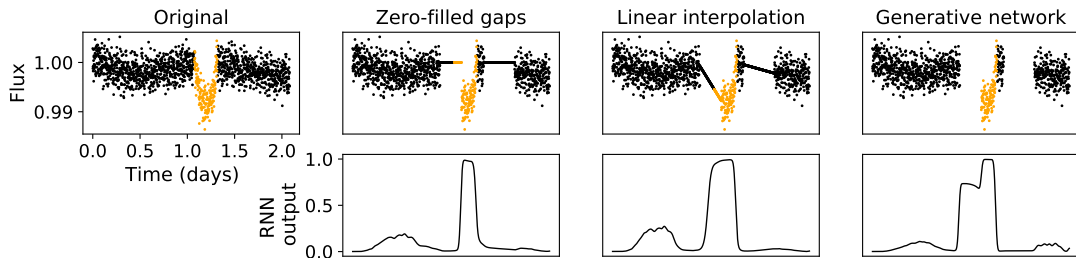 Original
Zero-filled gaps
Linear interpolation
Generative network
Flux
1.00
0.99
0.0 0.5 1.0 1.5 2.0
Time (days)
RNN
output
1.0
0.5
0.0